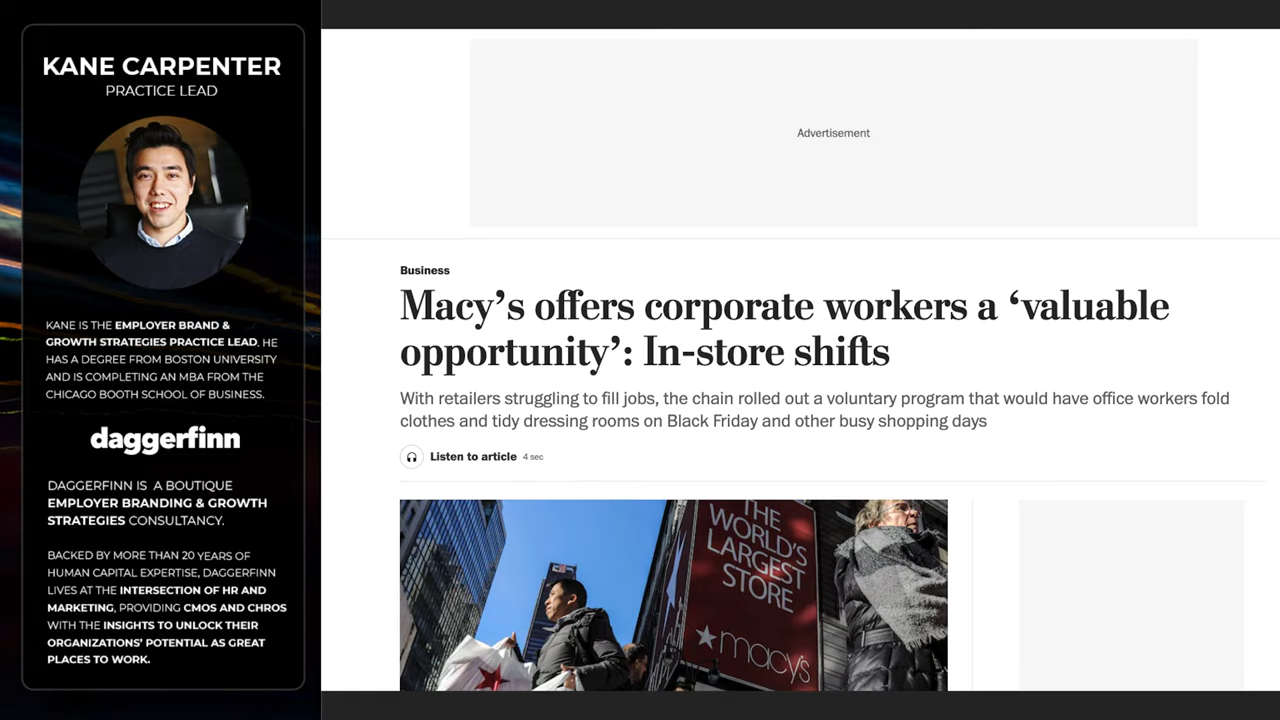 KANE CARPENTER
PRACTICE LEAD
KANE IS THE EMPLOYER BRAND &
GROWTH STRATEGIES PRACTICE LEAD. HE
HAS A DEGREE FROM BOSTON UNIVERSITY
AND IS COMPLETING AN MBA FROM THE
CHICAGO BOOTH SCHOOL OF BUSINESS.
daggerfinn
DAGGERFINN IS A BOUTIQUE
EMPLOYER BRANDING & GROWTH
STRATEGIES CONSULTANCY.
BACKED BY MORE THAN 20 YEARS OF
HUMAN CAPITAL EXPERTISE, DAGGERFINN
LIVES AT THE INTERSECTION OF HR AND
MARKETING, PROVIDING CMOS AND CHROS
WITH THE INSIGHTS TO UNLOCK THEIR
ORGANIZATIONS' POTENTIAL AS GREAT
PLACES TO WORK.
Advertisement
Business
Macy's offers corporate workers a ‘valuable
opportunity’: In-store shifts
With retailers struggling to fill jobs, the chain rolled out a voluntary program that would have office workers fold
clothes and tidy dressing rooms on Black Friday and other busy shopping days
Listen to article 4 sec
THE
WORLD'S
LARGEST
STORE
macy's